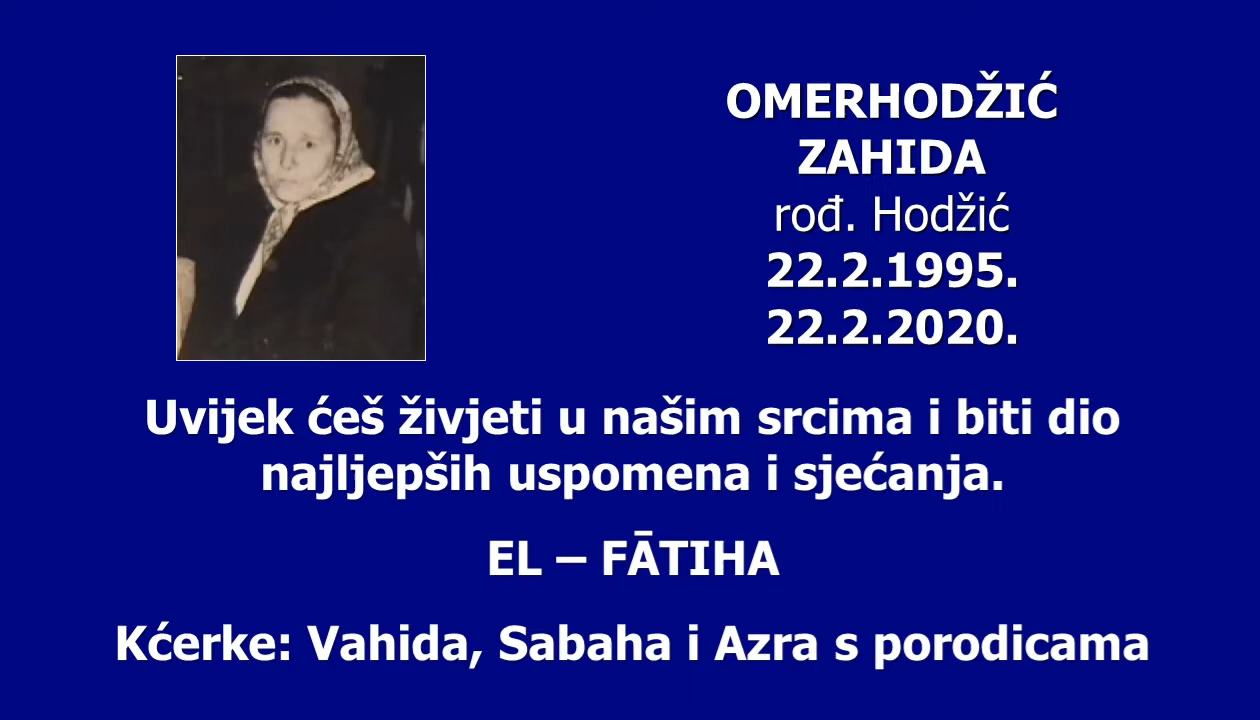 OMERHODŽIĆ
ZAHIDA
rođ. Hodžić
22.2.1995.
22.2.2020.
Uvijek ćeš živjeti u našim srcima i biti dio
najljepših uspomena i sjećanja.
EL – FĀTIHA
Kćerke: Vahida, Sabaha i Azra s porodicama